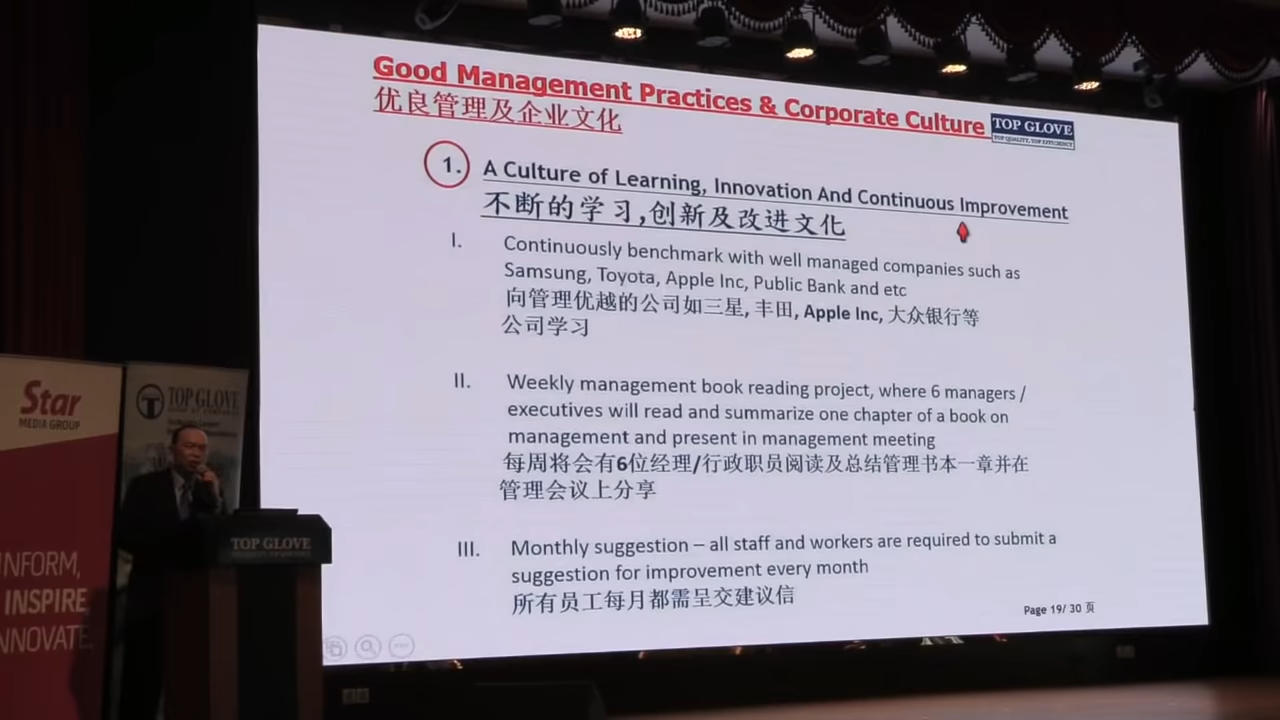 Good Management Practices & Corporate Culture
优良管理及企业文化
TOP GLOVE
TOP QUALITY, TOP EFFICIENCY
1.
A Culture of Learning, Innovation And Continuous Improvement
不断的学习,创新及改进文化
I.
Continuously benchmark with well managed companies such as
Samsung, Toyota, Apple Inc, Public Bank and etc
向管理优越的公司如三星, 丰田, Apple Inc, 大众银行等
公司学习
II.
Weekly management book reading project, where 6 managers /
executives will read and summarize one chapter of a book on
management and present in management meeting
每周将会有6位经理/行政职员阅读及总结管理书本一章并在
管理会议上分享
III.
Monthly suggestion – all staff and workers are required to submit a
suggestion for improvement every month
所有员工每月都需呈交建议信
Page 19/ 30 页
Star
MEDIA GROUP
INFORM,
INSPIRE
INNOVATE.
TOP GLOVE
TOP GLOVE